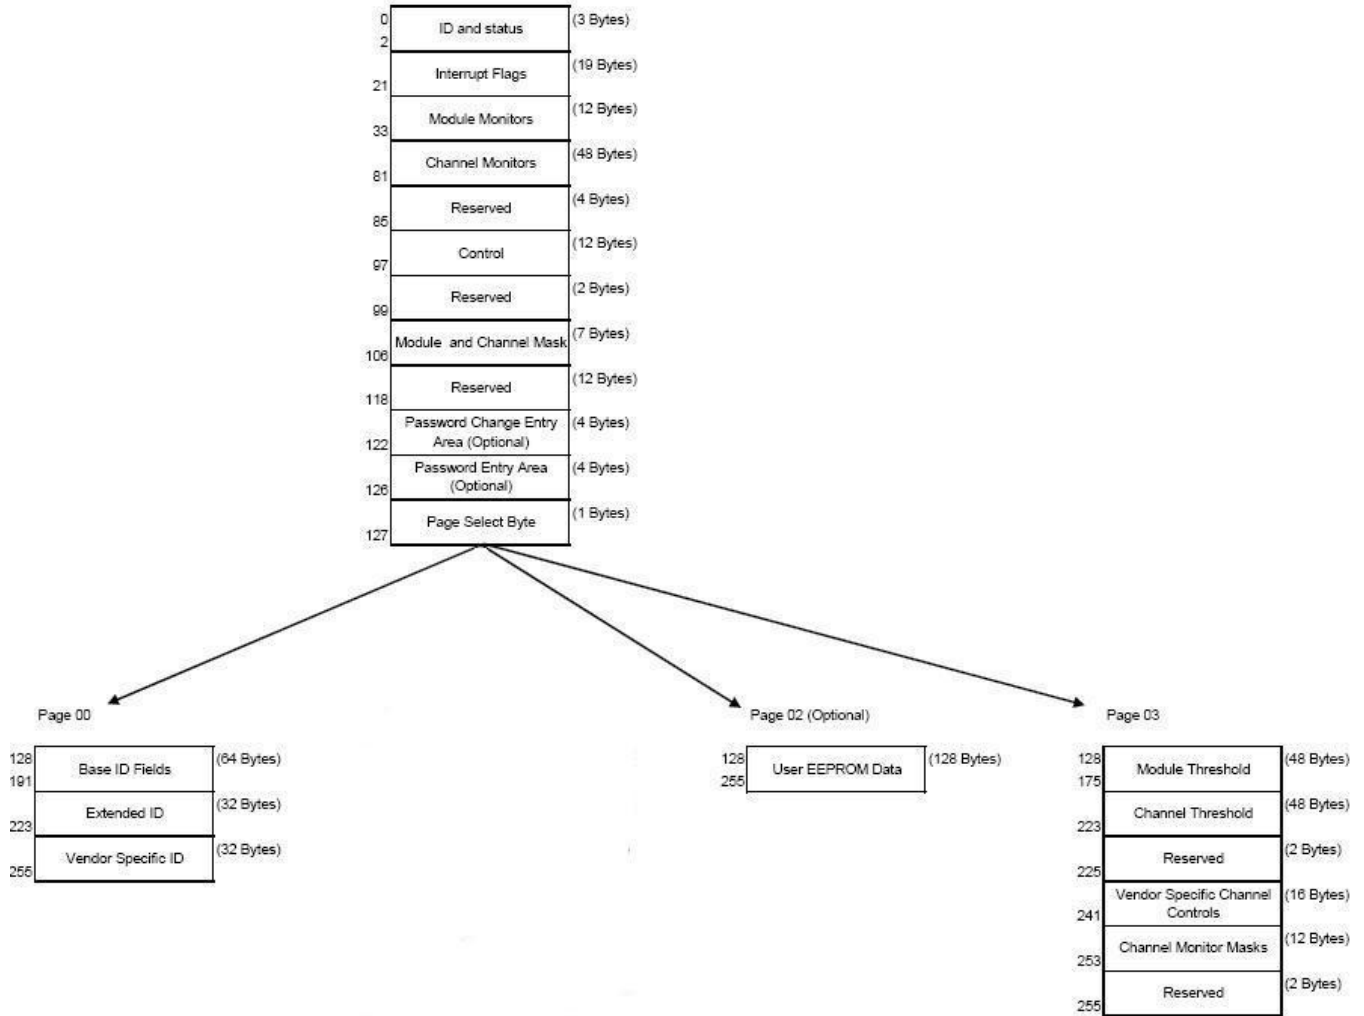 0 ID and status (3 Bytes)
2
Interrupt Flags (19 Bytes)
21
Module Monitors (12 Bytes)
33
Channel Monitors (48 Bytes)
81
Reserved (4 Bytes)
85
Control (12 Bytes)
97
Reserved (2 Bytes)
99
Module and Channel Mask (7 Bytes)
106
Reserved (12 Bytes)
118
Password Change Entry (4 Bytes)
Area (Optional)
122
Password Entry Area (4 Bytes)
(Optional)
126
Page Select Byte (1 Bytes)
127
Page 00
128 Base ID Fields (64 Bytes)
191
Extended ID (32 Bytes)
223
Vendor Specific ID (32 Bytes)
255
Page 02 (Optional)
128 User EEPROM Data (128 Bytes)
255
Page 03
128 Module Threshold (48 Bytes)
175
Channel Threshold (48 Bytes)
223
Reserved (2 Bytes)
225
Vendor Specific Channel (16 Bytes)
Controls
241
Channel Monitor Masks (12 Bytes)
253
Reserved (2 Bytes)
255